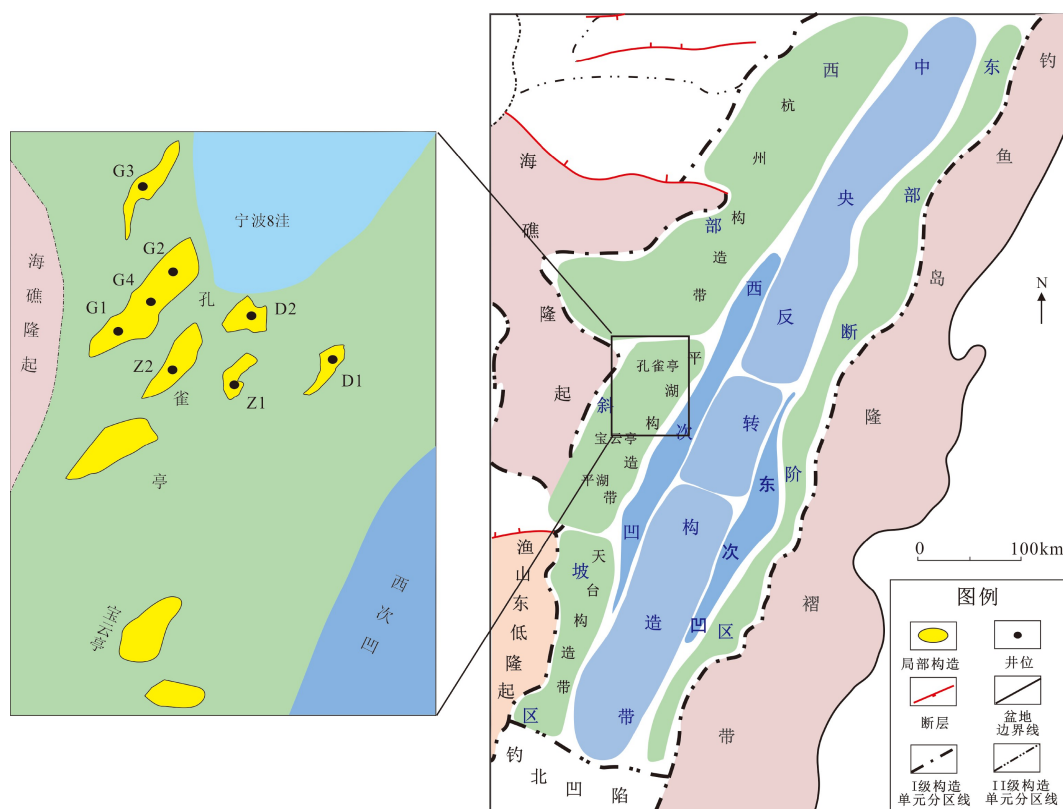 G3
宁波8洼
海礁隆起
G2
G4
G1
孔
D2
Z2
雀
Z1
D1
亭
宝云亭
西次凹
西部斜坡区
中央反转构造带
东部断阶区
钓鱼岛隆褶带
杭州构造带
海礁隆起
西次凹
孔雀亭
平湖构造带
宝云亭
平湖
东次凹
天台构造带
渔山东低隆起
钓北凹陷
N
0 100km
图例
局部构造
井位
断层
盆地
边界线
I级构造
单元分区线
II级构造
单元分区线